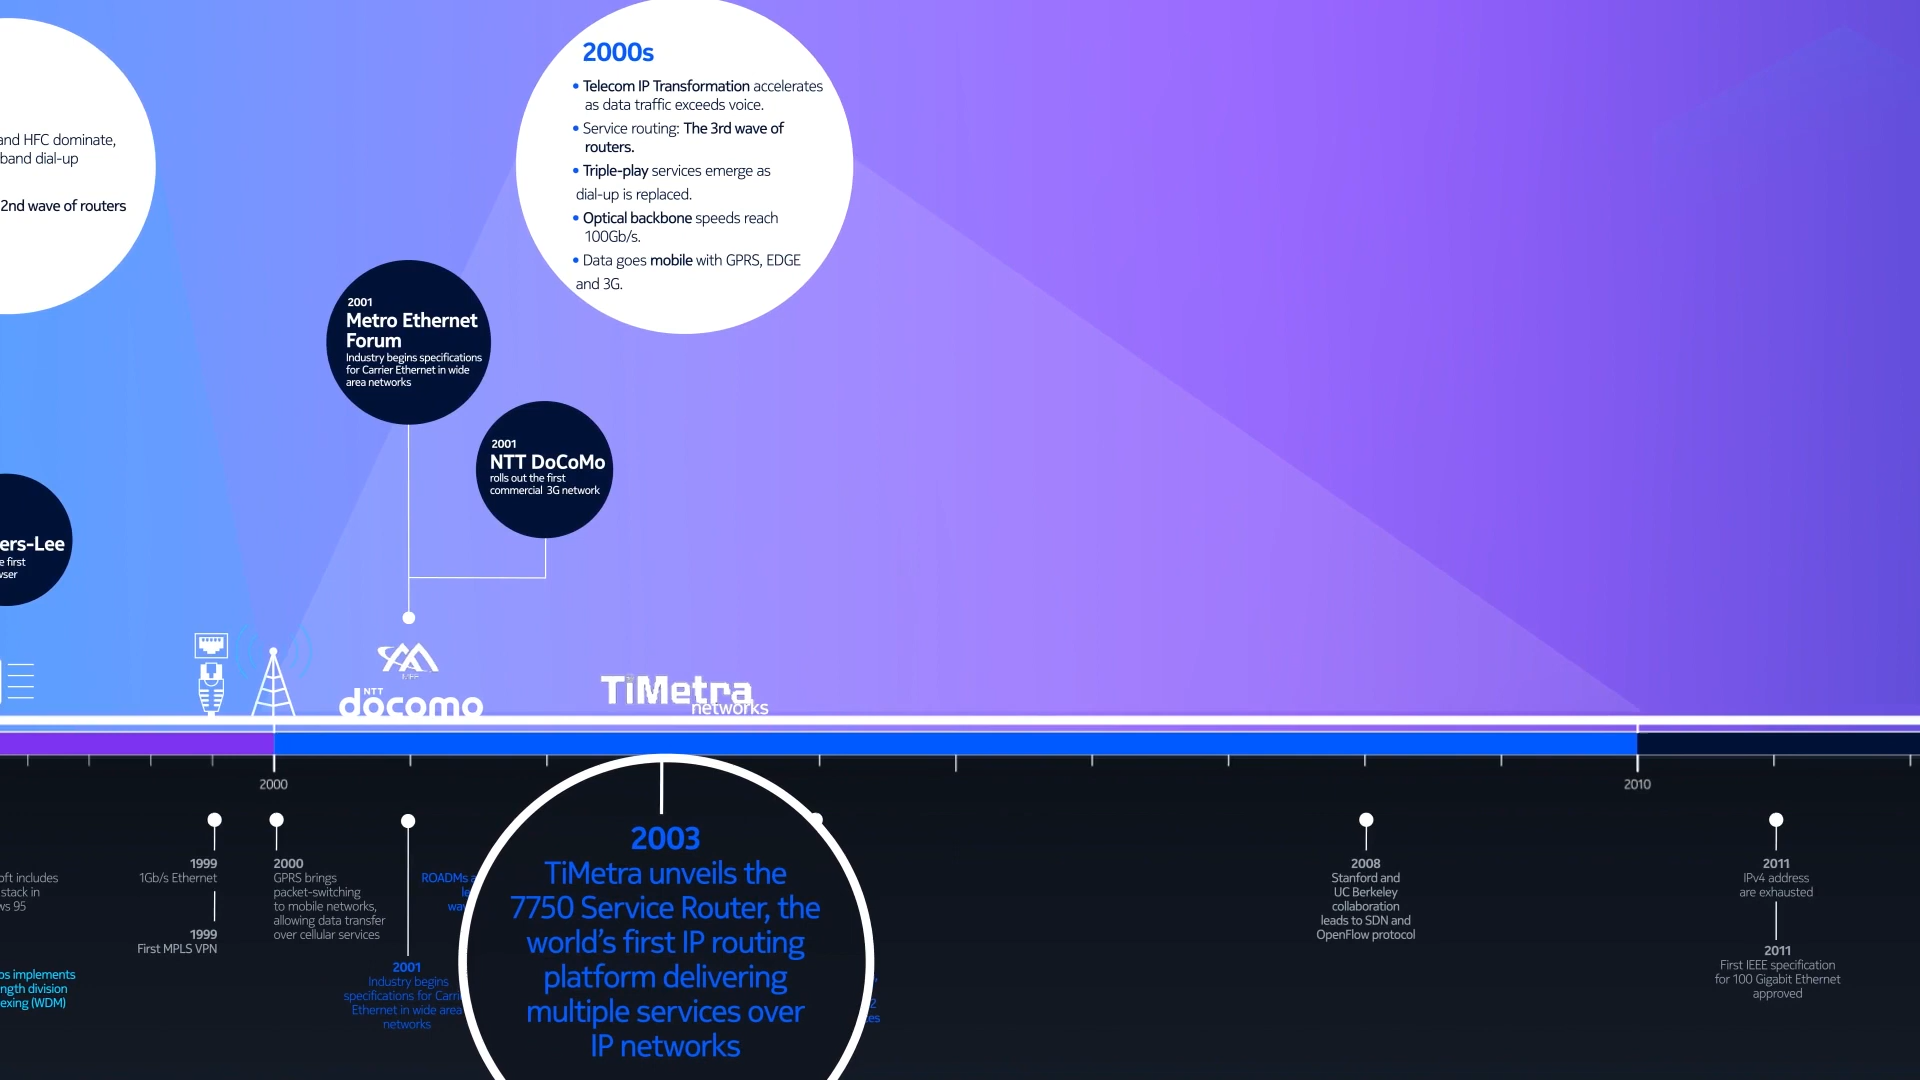 and HFC dominate,
band dial-up
2nd wave of routers
2000s
• Telecom IP Transformation accelerates
as data traffic exceeds voice.
• Service routing: The 3rd wave of
routers.
• Triple-play services emerge as
dial-up is replaced.
• Optical backbone speeds reach
100Gb/s.
• Data goes mobile with GPRS, EDGE
and 3G.
2001
Metro Ethernet
Forum
Industry begins specifications
for Carrier Ethernet in wide
area networks
2001
NTT DoCoMo
rolls out the first
commercial 3G network
ers-Lee
e first
wser
MEF
NTT
docomo
TiMetra
networks
2000
2010
oft includes
stack in
ws 95
os implements
ngth division
exing (WDM)
1999
1Gb/s Ethernet
1999
First MPLS VPN
2000
GPRS brings
packet-switching
to mobile networks,
allowing data transfer
over cellular services
2001
Industry begins
specifications for Carri
Ethernet in wide area
networks
ROADMs a
le
wav
2003
TiMetra unveils the
7750 Service Router, the
world's first IP routing
platform delivering
multiple services over
IP networks
2
es
2008
Stanford and
UC Berkeley
collaboration
leads to SDN and
OpenFlow protocol
2011
IPv4 address
are exhausted
2011
First IEEE specification
for 100 Gigabit Ethernet
approved